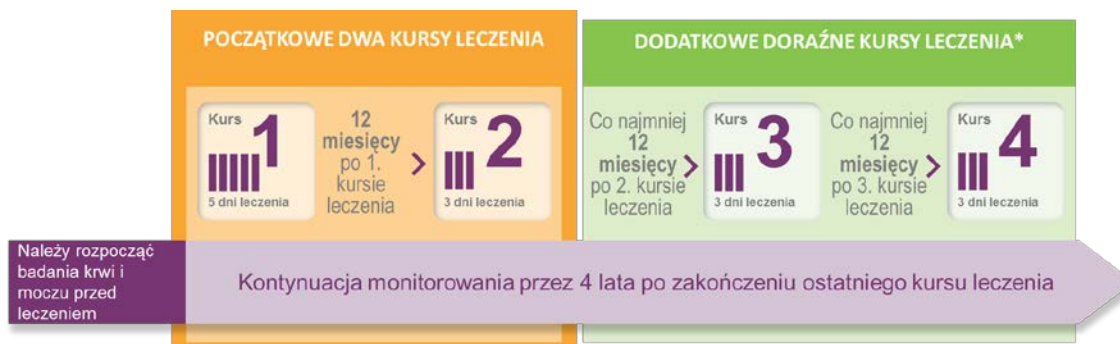 POCZĄTKOWE DWA KURSY LECZENIA
Kurs
1
5 dni leczenia
12
miesięcy
po 1.
kursie
leczenia
Kurs
2
3 dni leczenia
DODATKOWE DORAŹNE KURSY LECZENIA*
Co najmniej
12
miesięcy
po 2. kursie
leczenia
Kurs
3
3 dni leczenia
Co najmniej
12
miesięcy
po 3. kursie
leczenia
Kurs
4
3 dni leczenia
Należy rozpocząć
badania krwi i
moczu przed
leczeniem
Kontynuacja monitorowania przez 4 lata po zakończeniu ostatniego kursu leczenia